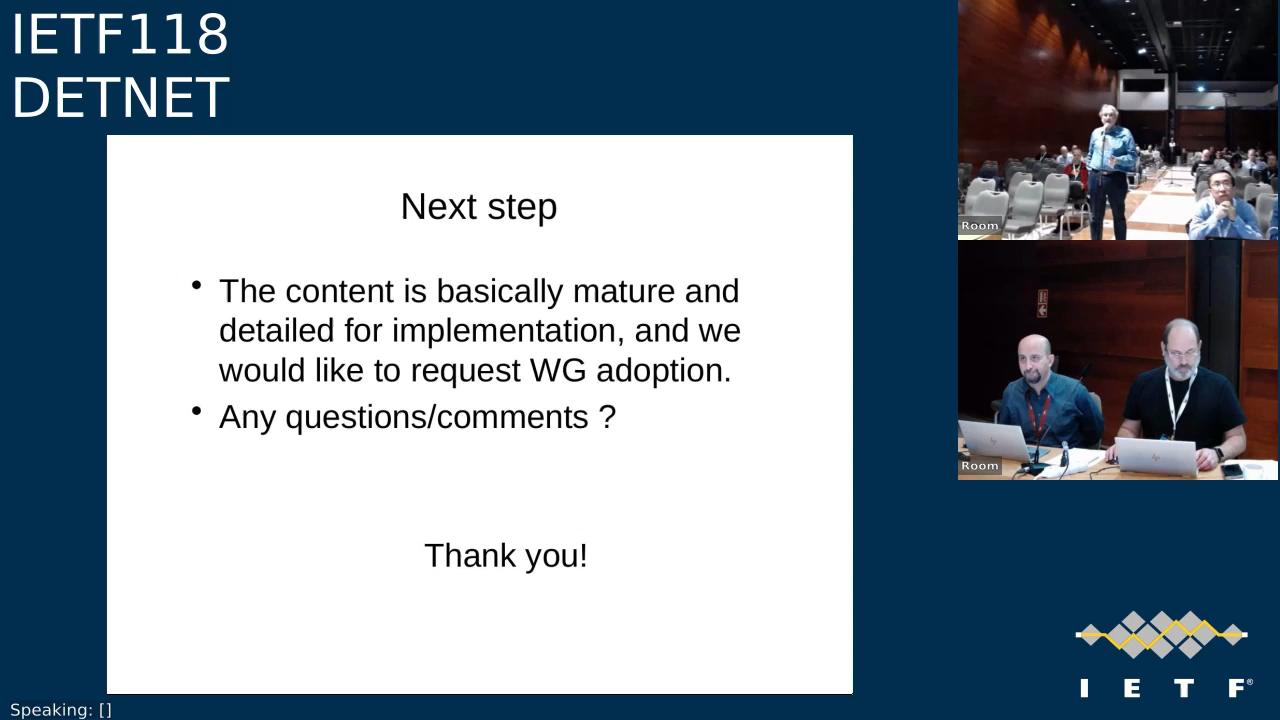 IETF118
DETNET
Next step
• The content is basically mature and
detailed for implementation, and we
would like to request WG adoption.
• Any questions/comments ?
Thank you!
Room
Room
I E T F®
Speaking: []